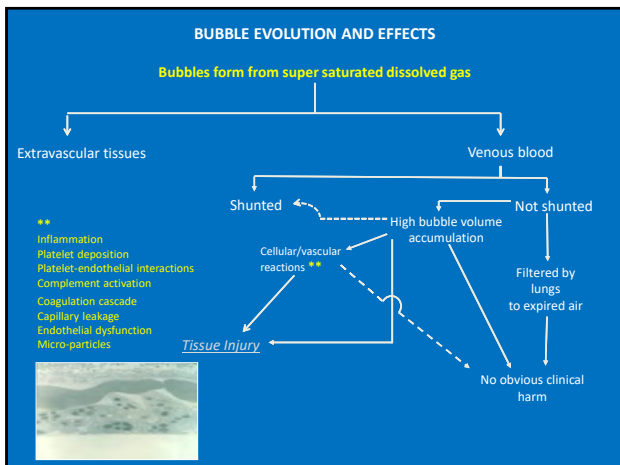 BUBBLE EVOLUTION AND EFFECTS
Bubbles form from super saturated dissolved gas
Extravascular tissues
Venous blood
Shunted
Not shunted
High bubble volume
accumulation
Cellular/vascular
reactions **
Filtered by
lungs
to expired air
**
Inflammation
Platelet deposition
Platelet-endothelial interactions
Complement activation
Coagulation cascade
Capillary leakage
Endothelial dysfunction
Micro-particles
Tissue Injury
No obvious clinical
harm